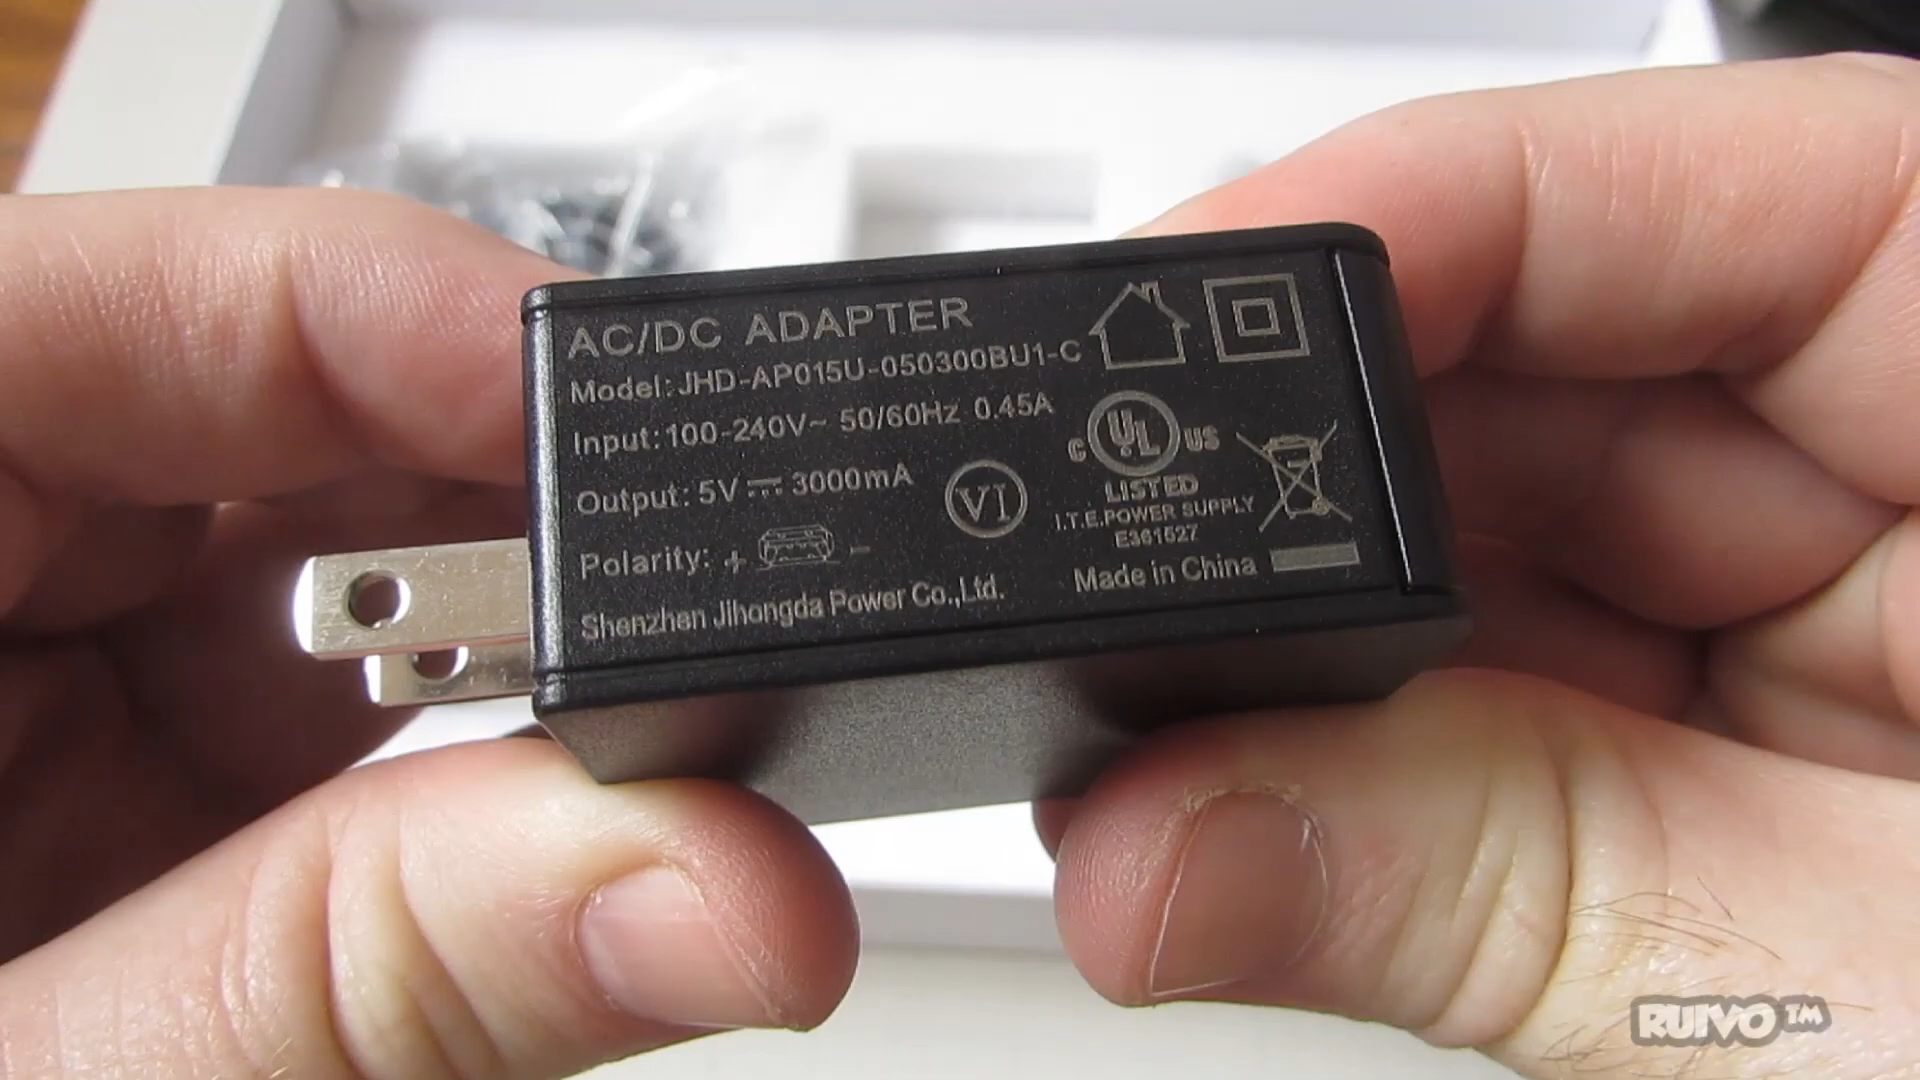 AC/DC ADAPTER
Model: JHD-AP015U-050300BU1-C
Input: 100-240V~ 50/60Hz 0.45A
Output: 5V⎓3000mA
VI
Polarity: + -
Shenzhen Jihongda Power Co.,Ltd.
C UL US
LISTED
I.T.E.POWER SUPPLY
E361527
Made in China
RUIVO™